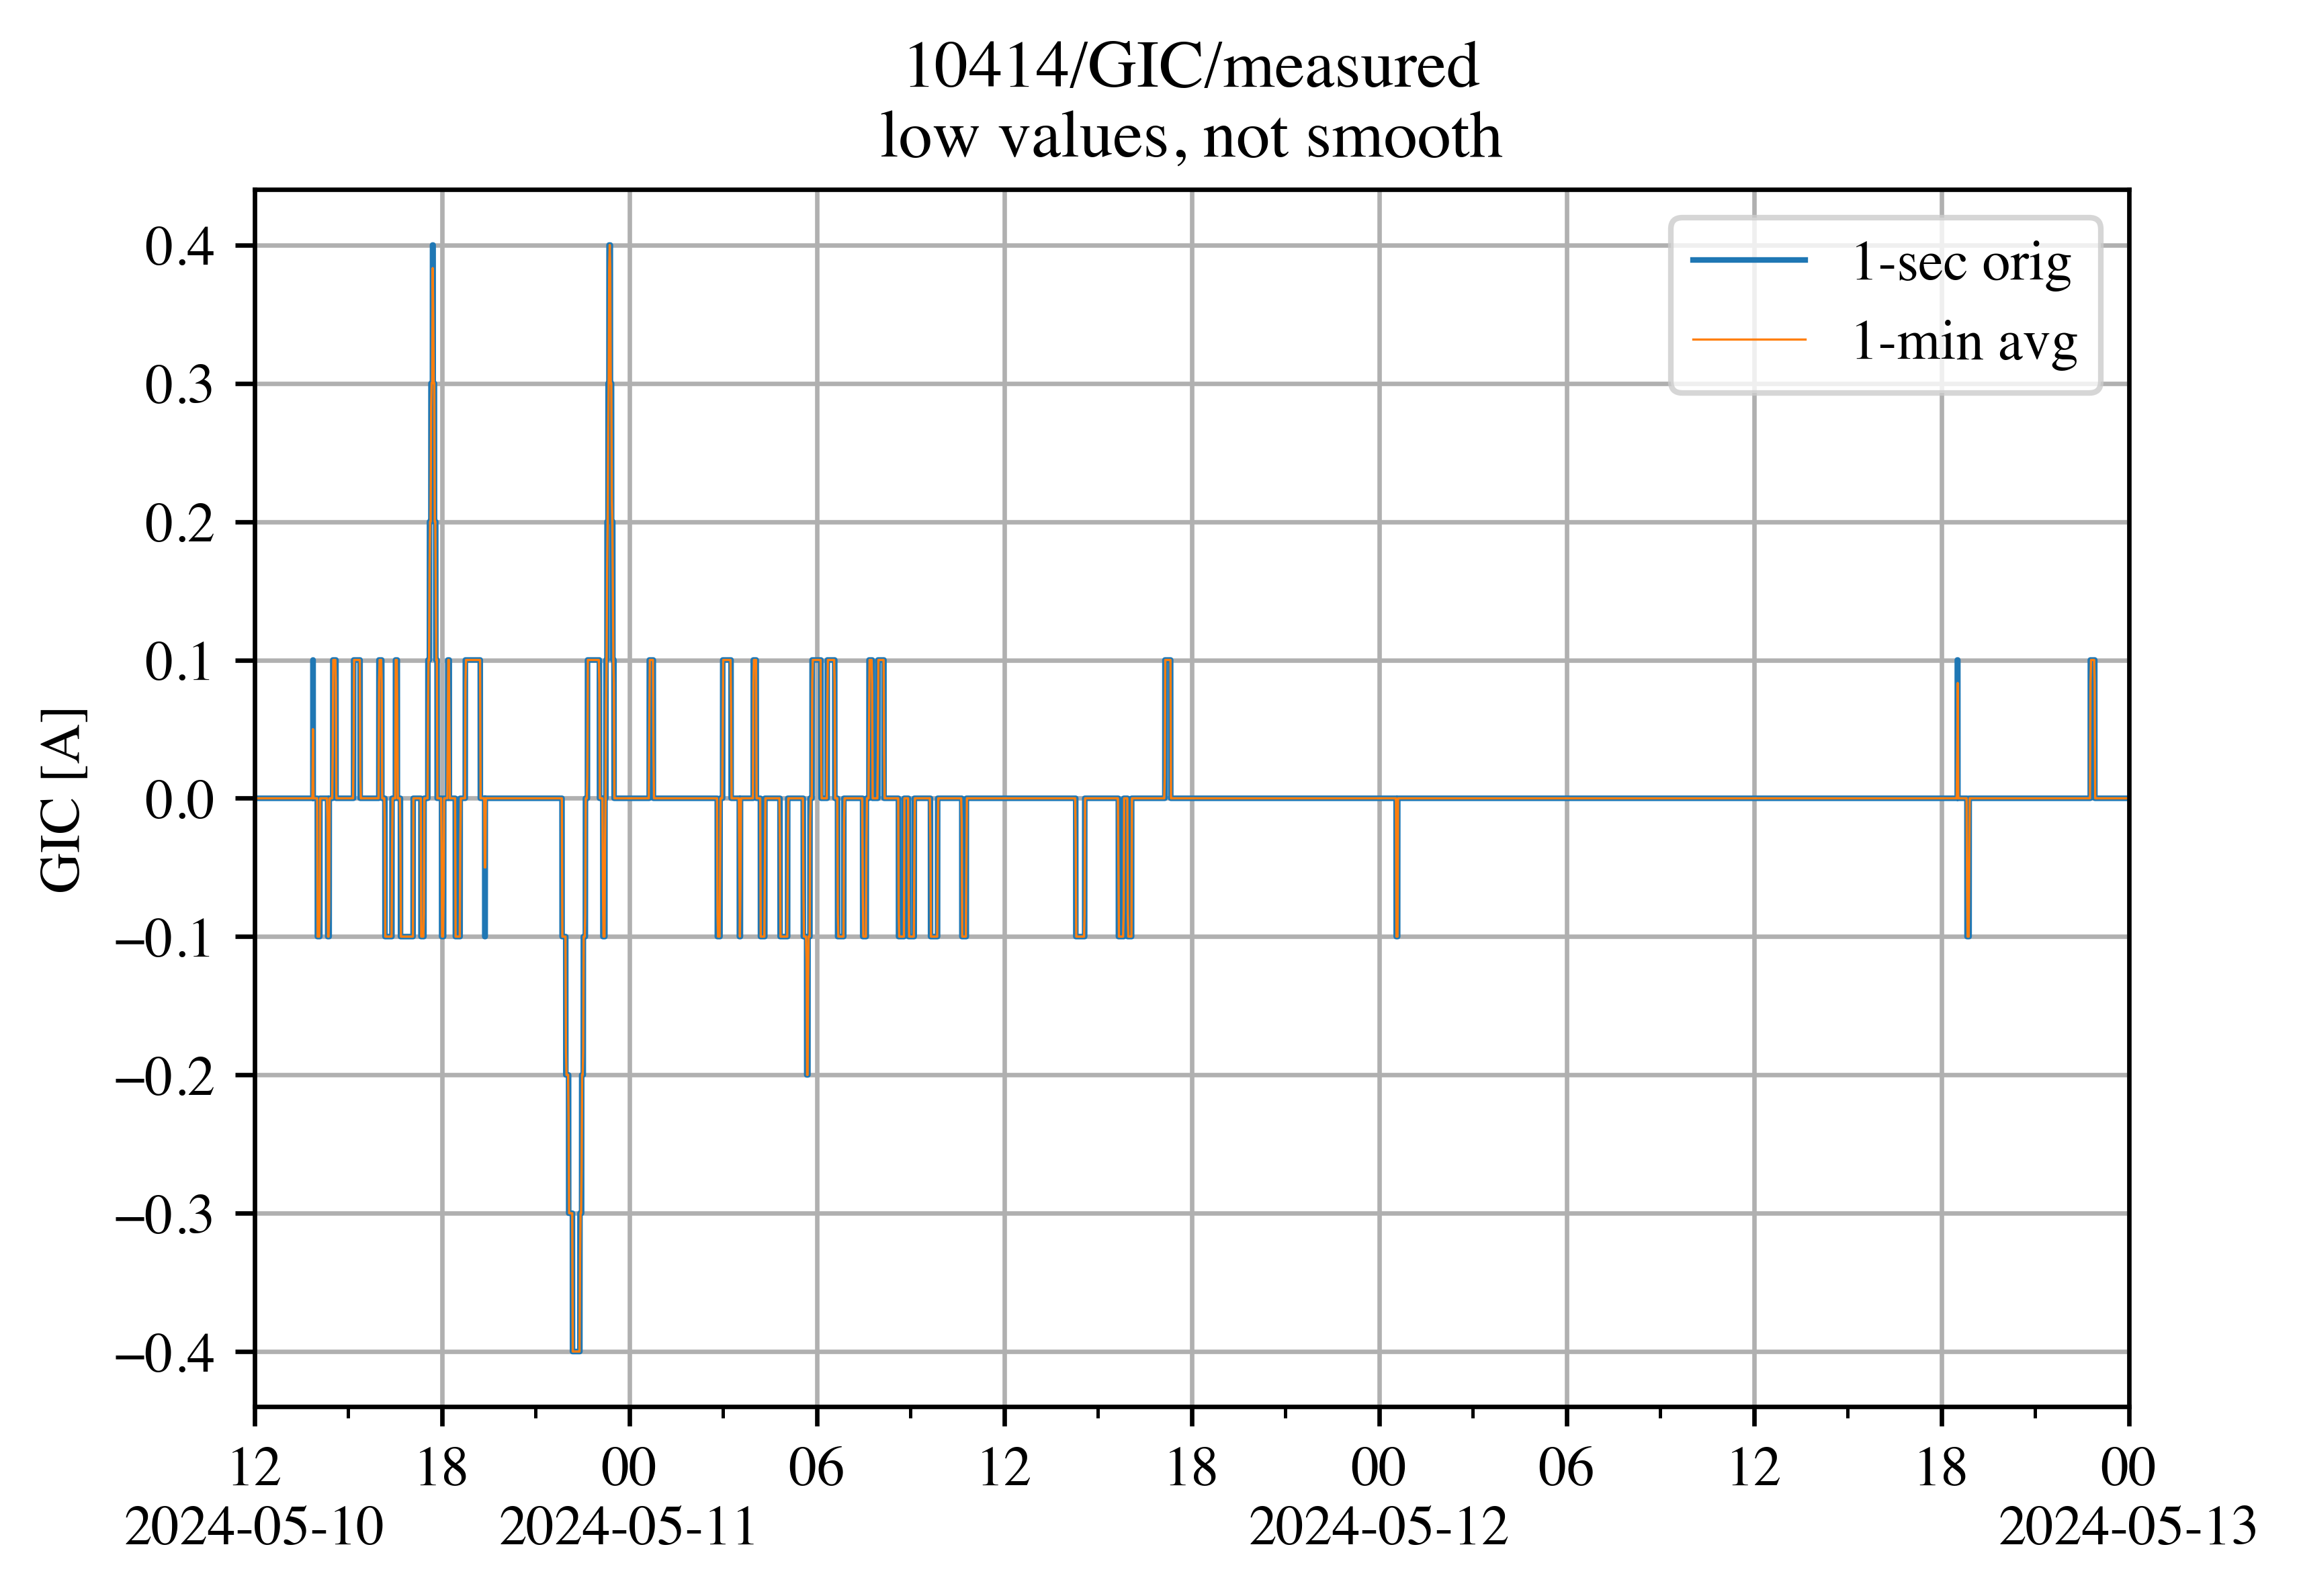 10414/GIC/measured
low values, not smooth
1-sec orig
1-min avg
GIC [A]
0.4
0.3
0.2
0.1
0.0
−0.1
−0.2
−0.3
−0.4
12 18 00 06 12 18 00 06 12 18 00
2024-05-10 2024-05-11 2024-05-12 2024-05-13